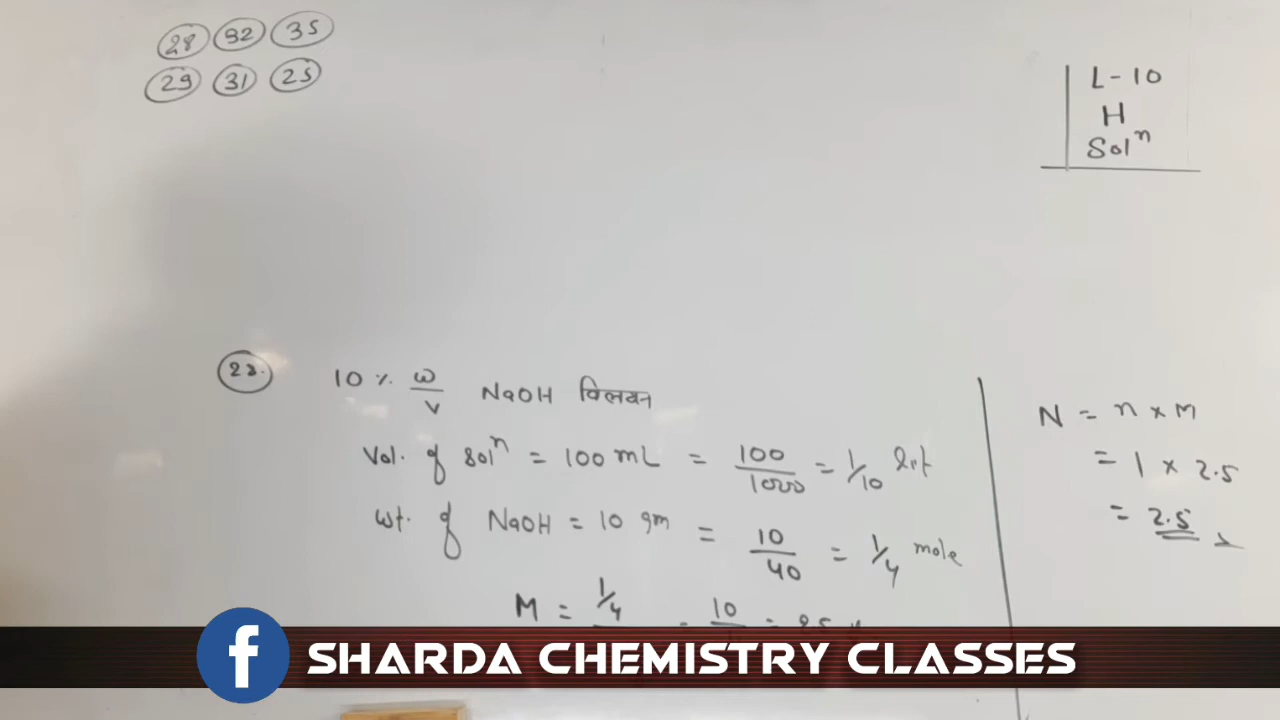 28 32 35
29 31 25
L-10
H
Solⁿ
28.
10 % w/v NaOH विलयन
Vol. of Solⁿ = 100 mL = 100/1000 = 1/10 lit
wt. of NaOH = 10 gm = 10/40 = 1/4 mole
M = 1/4
N = n × M
= 1 × 2.5
= 2.5
f SHARDA CHEMISTRY CLASSES